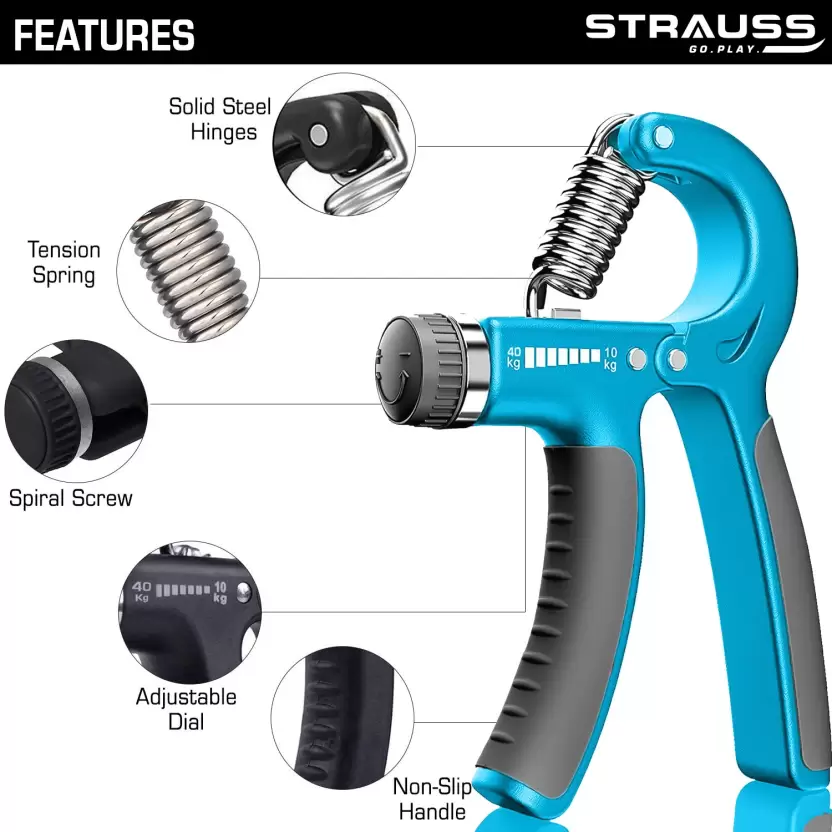 FEATURES
STRAUSS
GO.PLAY.
Solid Steel
Hinges
Tension
Spring
40
kg
10
kg
Spiral Screw
40
Kg
10
kg
Adjustable
Dial
Non-Slip
Handle